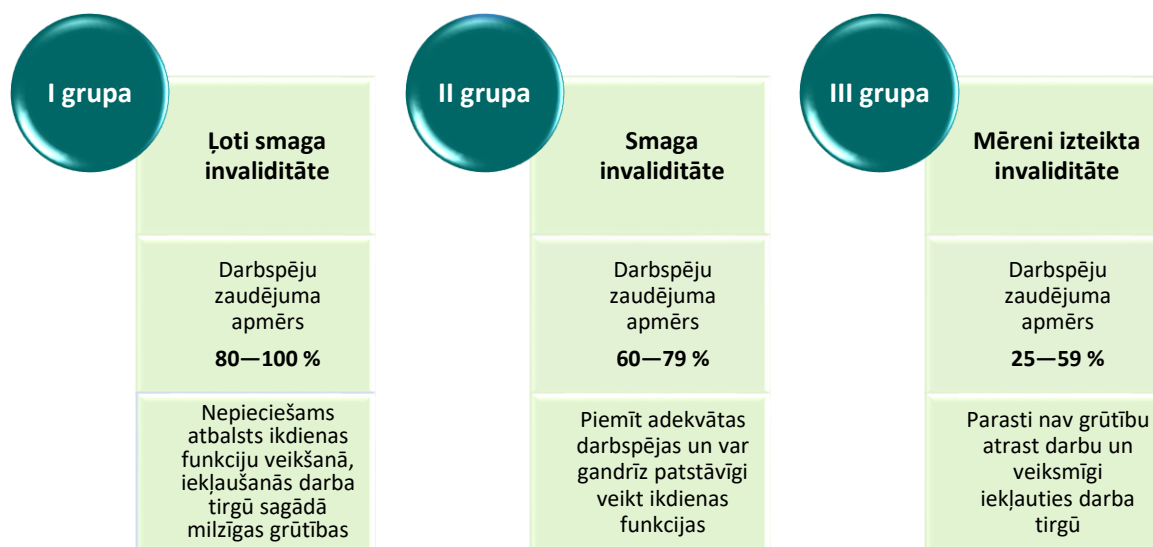 I grupa
Ļoti smaga
invaliditāte
Darbspēju
zaudējuma
apmērs
80—100 %
Nepieciešams
atbalsts ikdienas
funkciju veikšanā,
iekļaušanās darba
tirgū sagādā
milzīgas grūtības
II grupa
Smaga
invaliditāte
Darbspēju
zaudējuma
apmērs
60—79 %
Piemīt adekvātas
darbspējas un var
gandrīz patstāvīgi
veikt ikdienas
funkcijas
III grupa
Mēreni izteikta
invaliditāte
Darbspēju
zaudējuma
apmērs
25—59 %
Parasti nav grūtību
atrast darbu un
veiksmīgi
iekļauties darba
tirgū